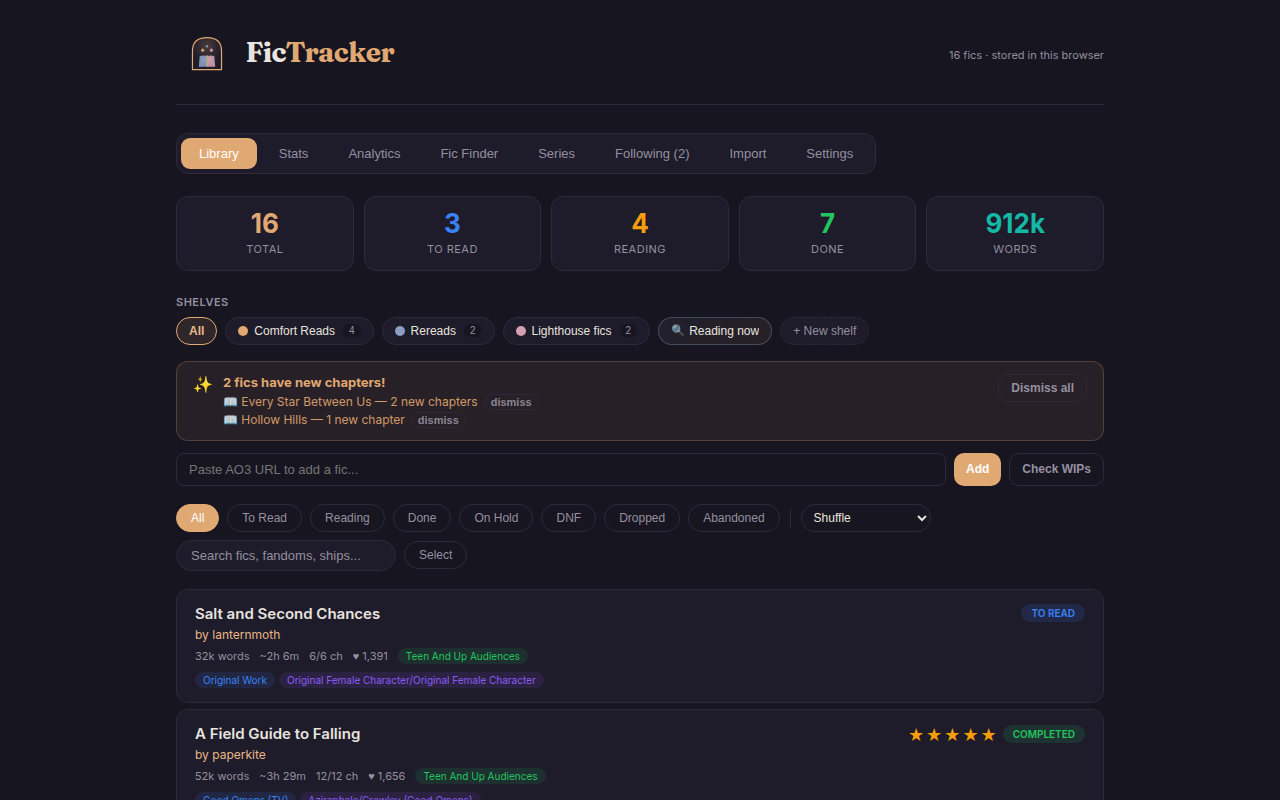 FicTracker
16 fics · stored in this browser
Library Stats Analytics Fic Finder Series Following (2) Import Settings
16 3 4 7 912k
TOTAL TO READ READING DONE WORDS
SHELVES
All Comfort Reads 4 Rereads 2 Lighthouse fics 2 Reading now + New shelf
2 fics have new chapters!
Every Star Between Us — 2 new chapters dismiss
Hollow Hills — 1 new chapter dismiss
Dismiss all
Paste AO3 URL to add a fic... Add Check WIPs
All To Read Reading Done On Hold DNF Dropped Abandoned Shuffle
Search fics, fandoms, ships... Select
Salt and Second Chances TO READ
by lanternmoth
32k words ~2h 6m 6/6 ch ♥ 1,391 Teen And Up Audiences
Original Work Original Female Character/Original Female Character
A Field Guide to Falling ★★★★★ COMPLETED
by paperkite
52k words ~3h 29m 12/12 ch ♥ 1,656 Teen And Up Audiences
Good Omens (TV) Aziraphale/Crowley (Good Omens)